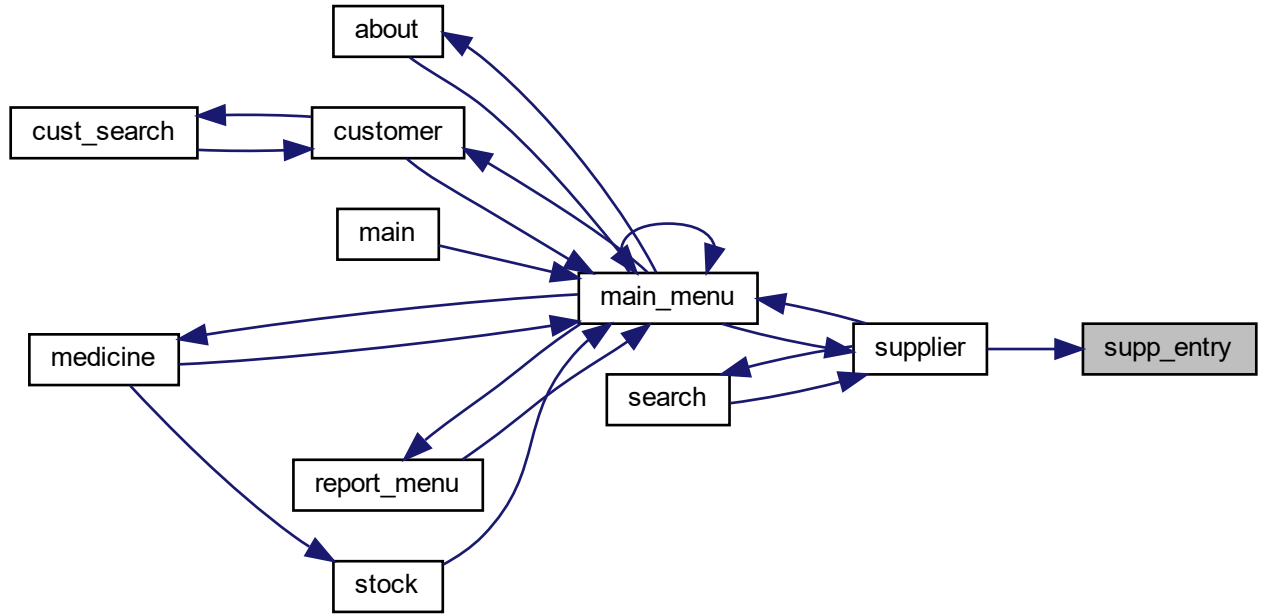 about
cust_search
customer
main
main_menu
medicine
supplier
supp_entry
search
report_menu
stock